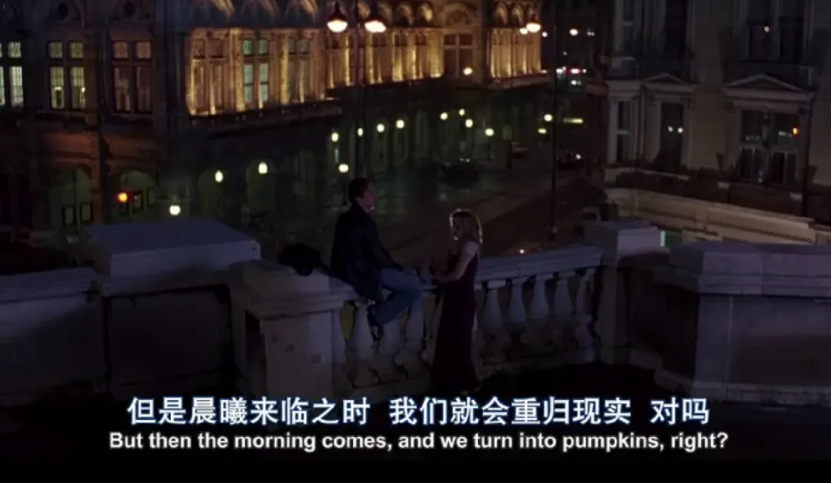 但是晨曦来临之时 我们就会重归现实 对吗
But then the morning comes, and we turn into pumpkins, right?